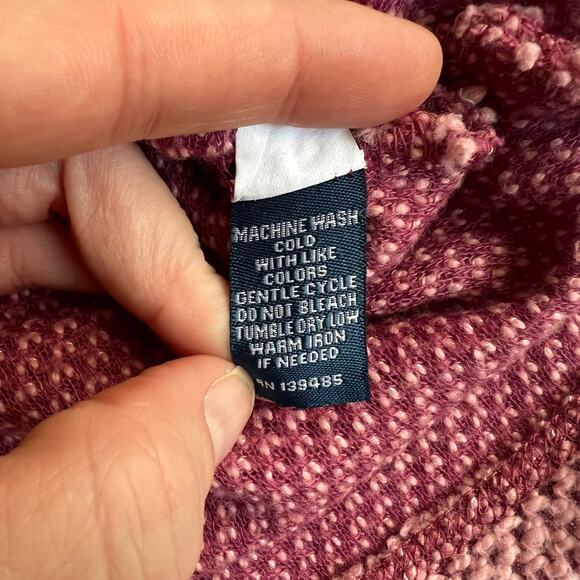 MACHINE WASH
COLD
WITH LIKE
COLORS
GENTLE CYCLE
DO NOT BLEACH
TUMBLE DRY LOW
WARM IRON
IF NEEDED
RN 139485